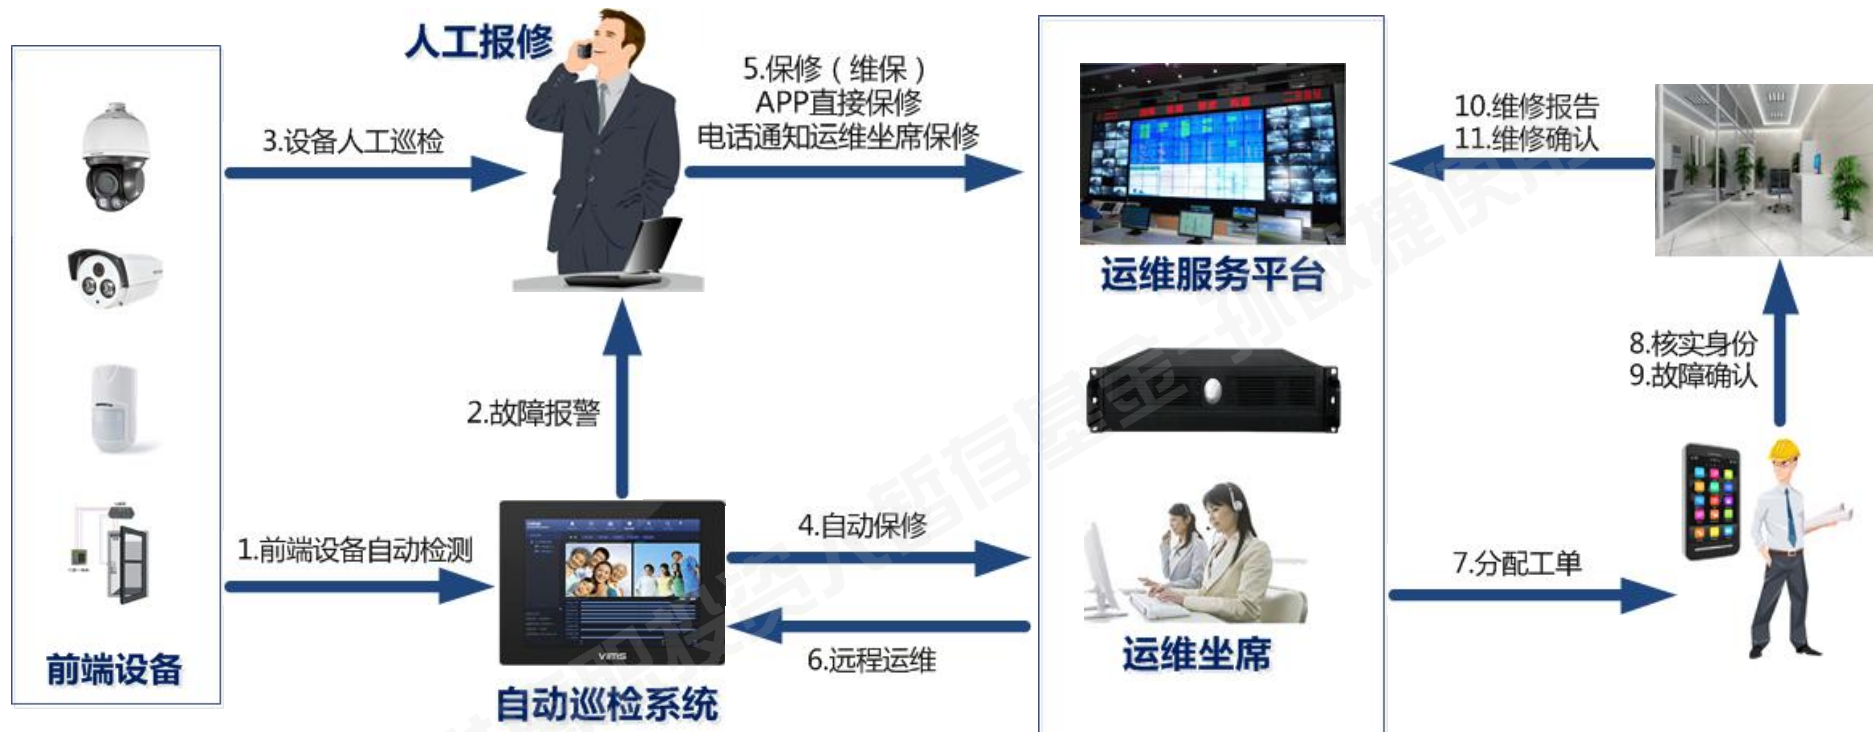 人工报修
5.保修（维保）
APP直接保修
电话通知运维坐席保修
3.设备人工巡检
10.维修报告
11.维修确认
运维服务平台
8.核实身份
9.故障确认
2.故障报警
1.前端设备自动检测
4.自动保修
7.分配工单
6.远程运维
VIMS
前端设备
运维坐席
自动巡检系统